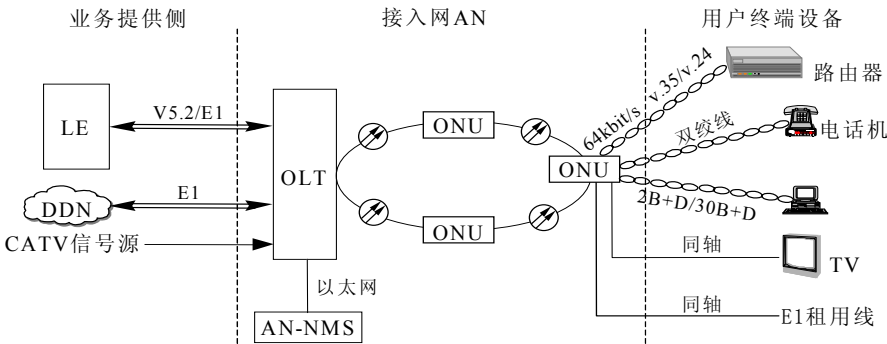 业务提供侧
接入网AN
用户终端设备
64kbit/s v.35/v.24
路由器
LE
V5.2/E1
ONU
双绞线
电话机
OLT
ONU
DDN
E1
2B+D/30B+D
ONU
CATV信号源
同轴
TV
以太网
AN-NMS
同轴
E1租用线